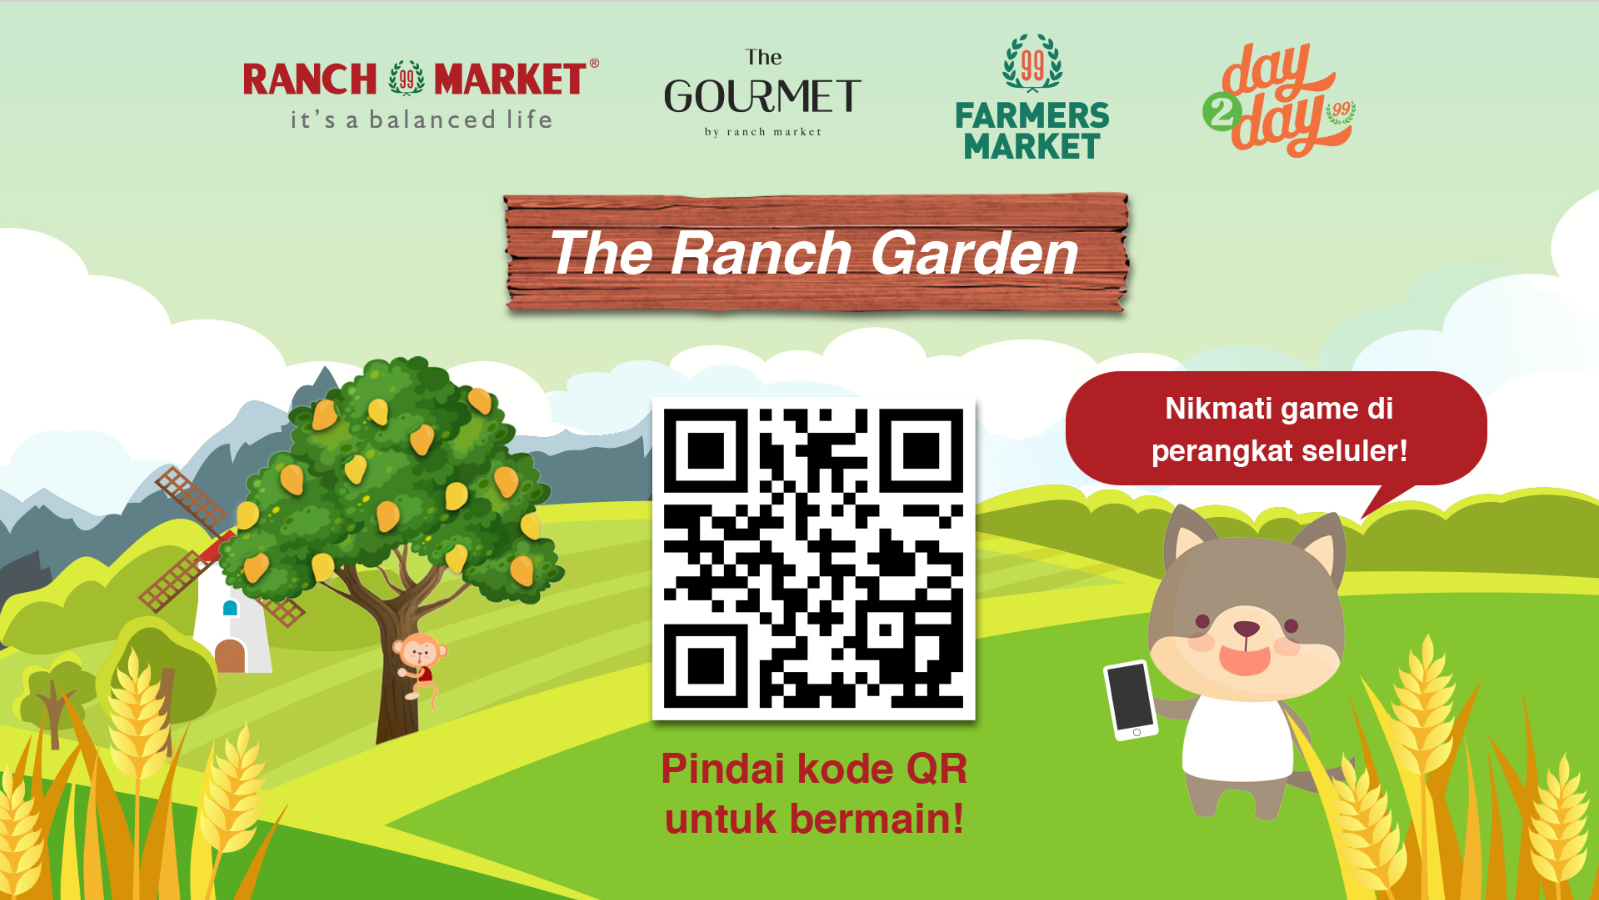 RANCH 99 MARKET®
it's a balanced life
The
GOURMET
by ranch market
99
FARMERS
MARKET
day
2
day 99
The Ranch Garden
Nikmati game di
perangkat seluler!
Pindai kode QR
untuk bermain!